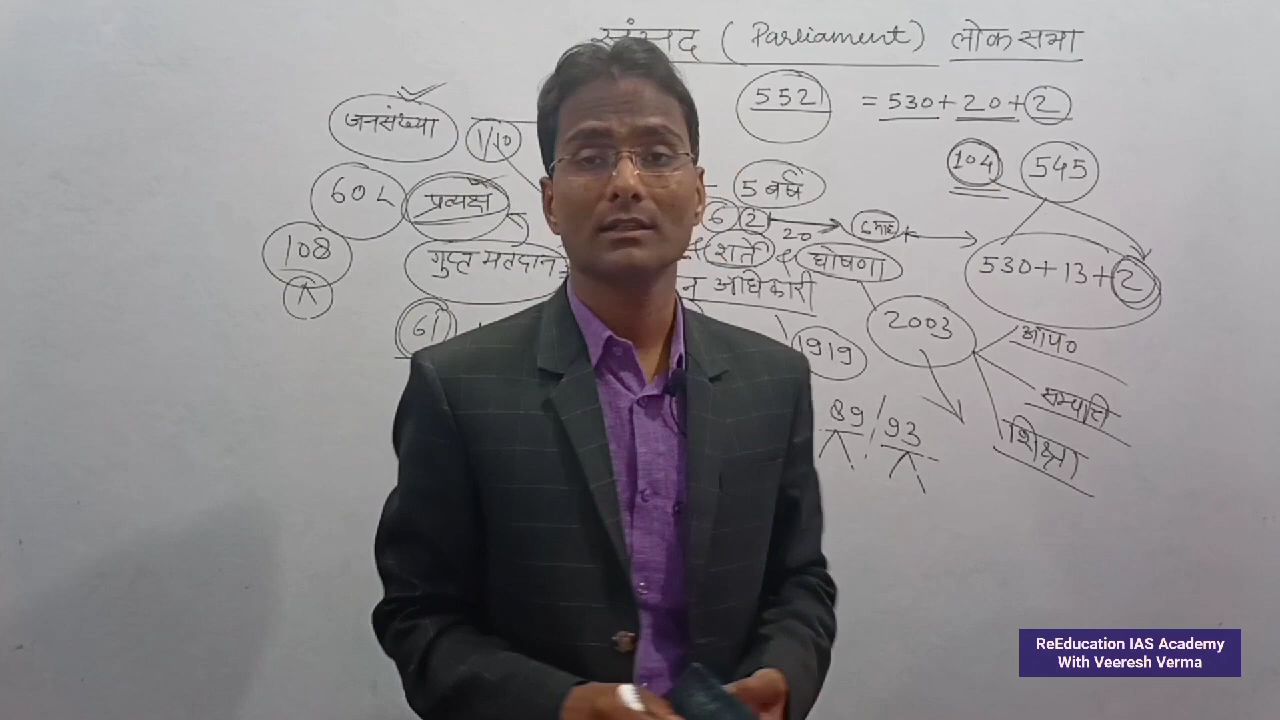 संसद (Parliament) लोकसभा
552 = 530+20+2
जनसंख्या
1/10
104 545
60 प्रत्यक्ष
5 वर्ष
6 2
20
6 माह
108 गुप्त मतदान
शर्ते घोषणा
530+13+2
अधिकारी
61
1919
2003
आप०
सम्पत्ति
शिक्षा
89/93
ReEducation IAS Academy
With Veeresh Verma